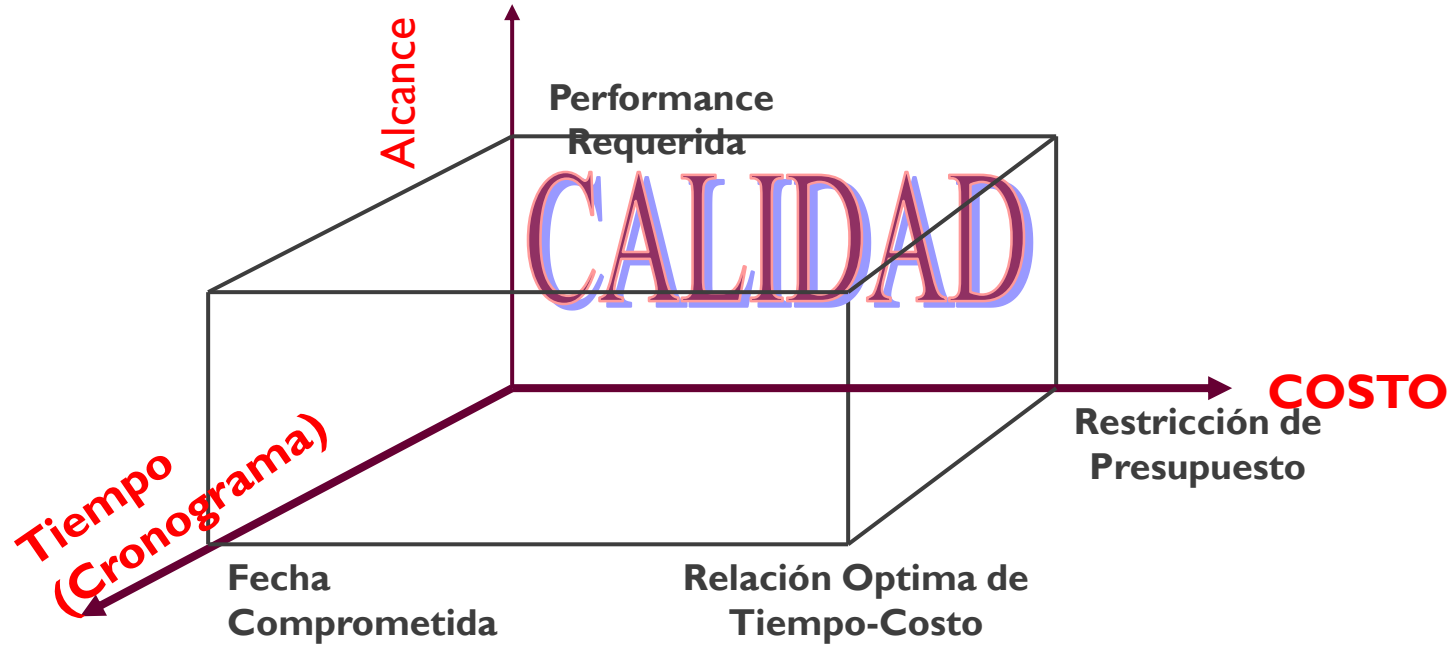 Alcance
Performance
Requerida
CALIDAD
COSTO
Restricción de
Presupuesto
Tiempo
(Cronograma)
Fecha
Comprometida
Relación Optima de
Tiempo-Costo